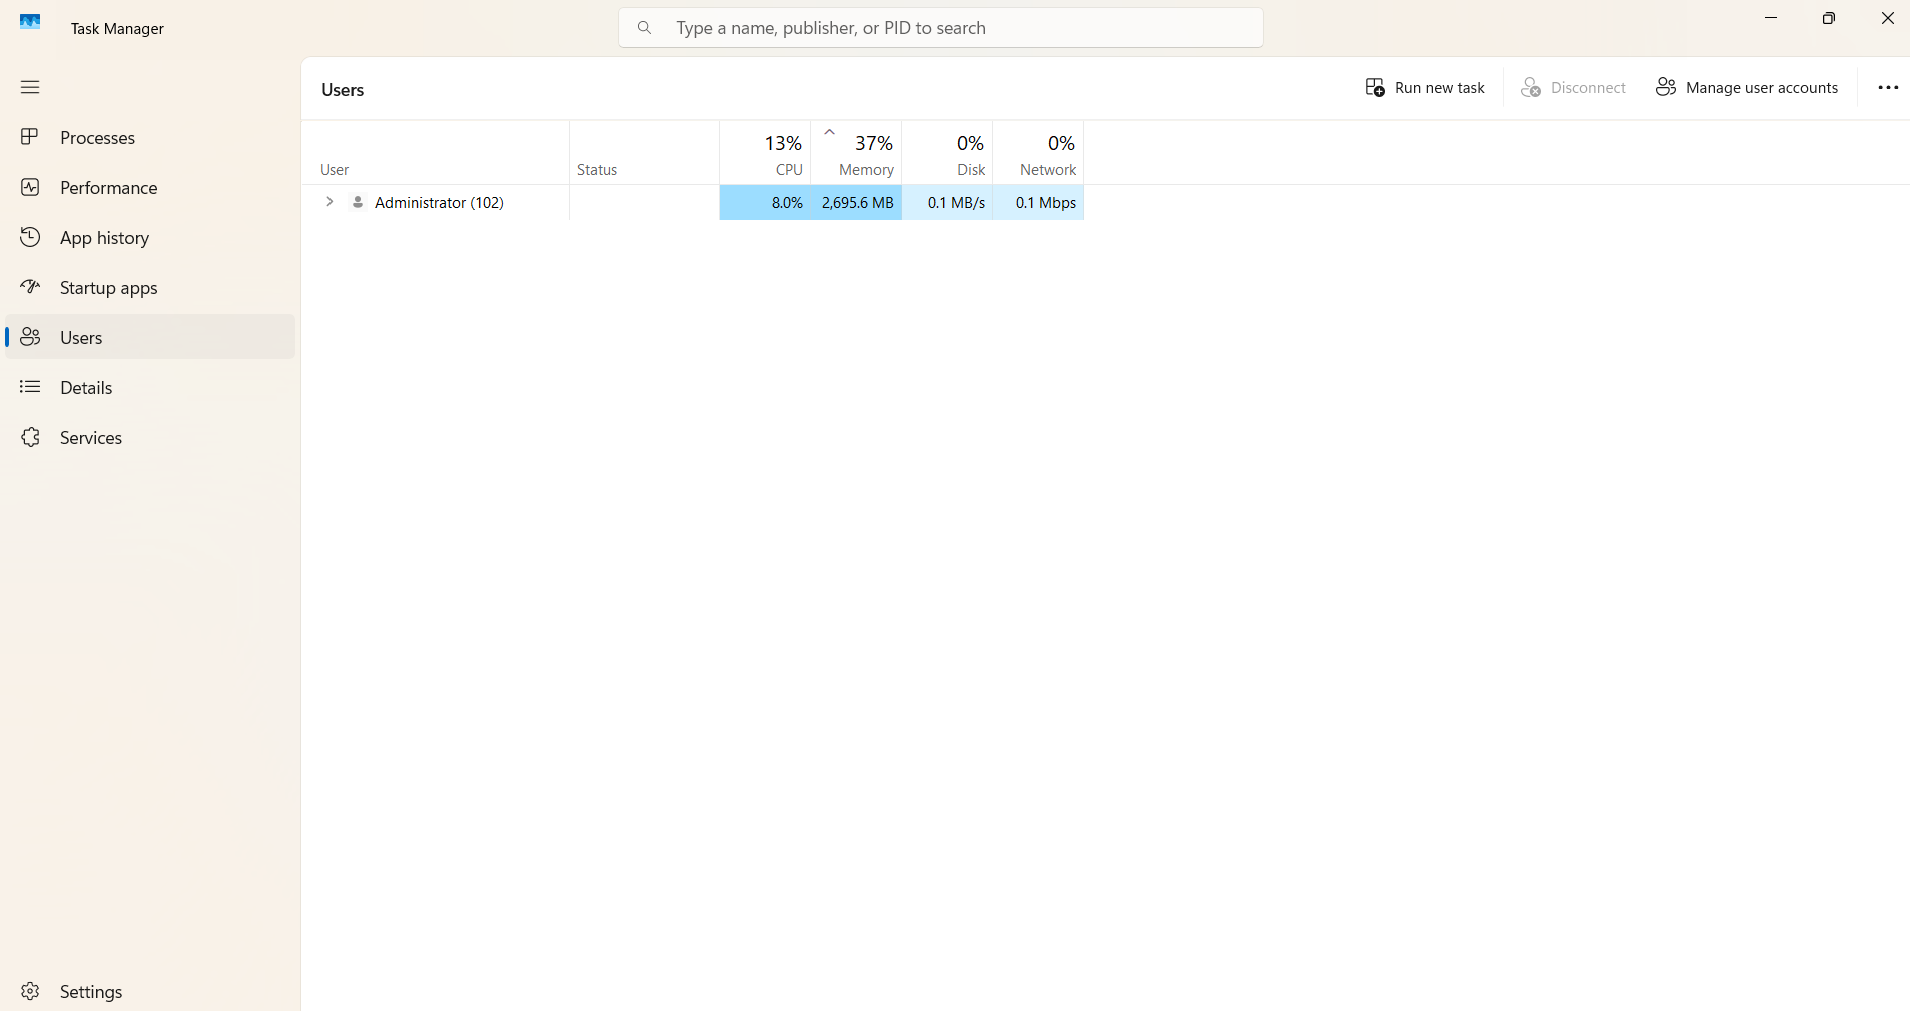 Task Manager
Type a name, publisher, or PID to search
Users
Run new task
Disconnect
Manage user accounts
Processes
Performance
App history
Startup apps
Users
Details
Services
Settings
13% 37% 0% 0%
User Status CPU Memory Disk Network
Administrator (102) 8.0% 2,695.6 MB 0.1 MB/s 0.1 Mbps